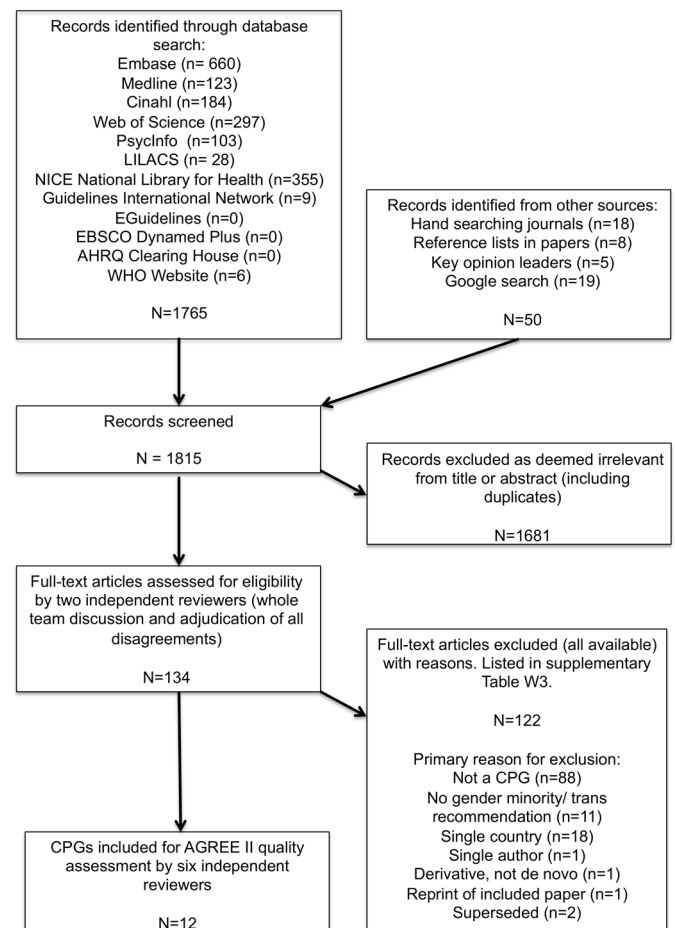 Records identified through database
search:
Embase (n= 660)
Medline (n=123)
Cinahl (n=184)
Web of Science (n=297)
PsycInfo  (n=103)
LILACS (n= 28)
NICE National Library for Health (n=355)
Guidelines International Network (n=9)
EGuidelines (n=0)
EBSCO Dynamed Plus (n=0)
AHRQ Clearing House (n=0)
WHO Website (n=6)
N=1765
Records identified from other sources:
Hand searching journals (n=18)
Reference lists in papers (n=8)
Key opinion leaders (n=5)
Google search (n=19)
N=50
Records screened
N = 1815
Records excluded as deemed irrelevant
from title or abstract (including
duplicates)
N=1681
Full-text articles assessed for eligibility
by two independent reviewers (whole
team discussion and adjudication of all
disagreements)
N=134
Full-text articles excluded (all available)
with reasons. Listed in supplementary
Table W3.
N=122
Primary reason for exclusion:
Not a CPG (n=88)
No gender minority/ trans
recommendation (n=11)
Single country (n=18)
Single author (n=1)
Derivative, not de novo (n=1)
Reprint of included paper (n=1)
Superseded (n=2)
CPGs included for AGREE II quality
assessment by six independent
reviewers
N=12